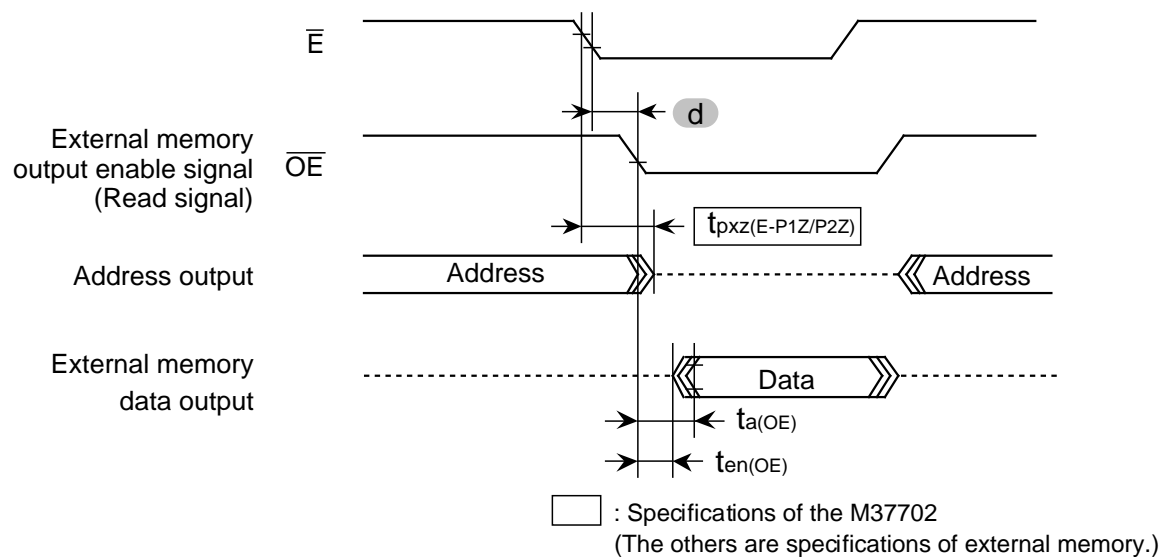 E
d
External memory
output enable signal OE
(Read signal)
tpxz(E-P1Z/P2Z)
Address output Address Address
External memory
data output Data
ta(OE)
ten(OE)
: Specifications of the M37702
(The others are specifications of external memory.)